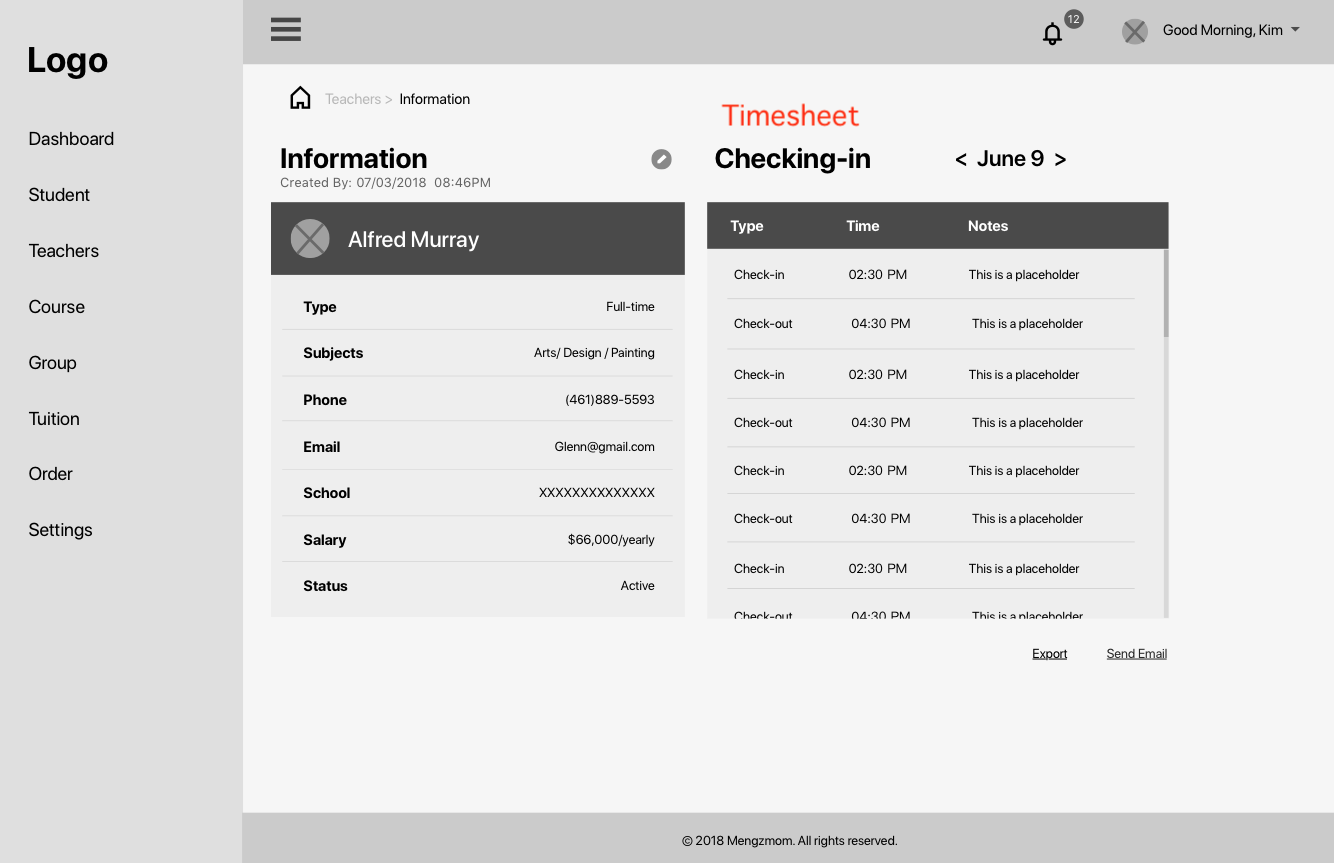 Logo
Dashboard
Student
Teachers
Course
Group
Tuition
Order
Settings
12
Good Morning, Kim
Teachers > Information
Information
Created By: 07/03/2018 08:46PM
Alfred Murray
Type Full-time
Subjects Arts/ Design / Painting
Phone (461)889-5593
Email Glenn@gmail.com
School XXXXXXXXXXXXXX
Salary $66,000/yearly
Status Active
Timesheet
Checking-in < June 9 >
Type Time Notes
Check-in 02:30 PM This is a placeholder
Check-out 04:30 PM This is a placeholder
Check-in 02:30 PM This is a placeholder
Check-out 04:30 PM This is a placeholder
Check-in 02:30 PM This is a placeholder
Check-out 04:30 PM This is a placeholder
Check-in 02:30 PM This is a placeholder
Check-out 04:30 PM This is a placeholder
Export Send Email
© 2018 Mengzmom. All rights reserved.